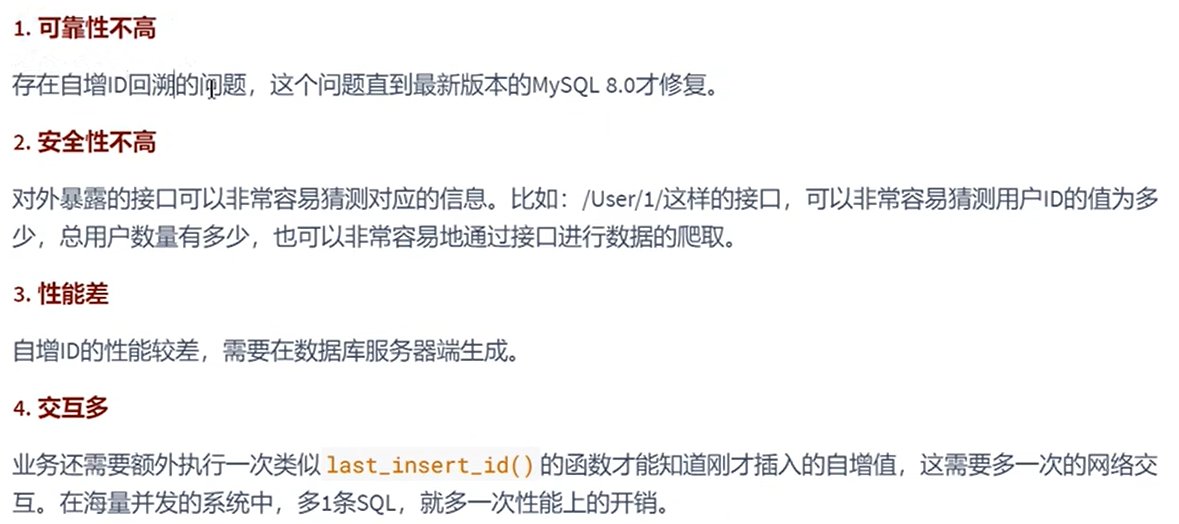 1. 可靠性不高
存在自增ID回溯的问题，这个问题直到最新版本的MySQL 8.0才修复。
2. 安全性不高
对外暴露的接口可以非常容易猜测对应的信息。比如：/User/1/这样的接口，可以非常容易猜测用户ID的值为多
少，总用户数量有多少，也可以非常容易地通过接口进行数据的爬取。
3. 性能差
自增ID的性能较差，需要在数据库服务器端生成。
4. 交互多
业务还需要额外执行一次类似 last_insert_id() 的函数才能知道刚才插入的自增值，这需要多一次的网络交
互。在海量并发的系统中，多1条SQL，就多一次性能上的开销。